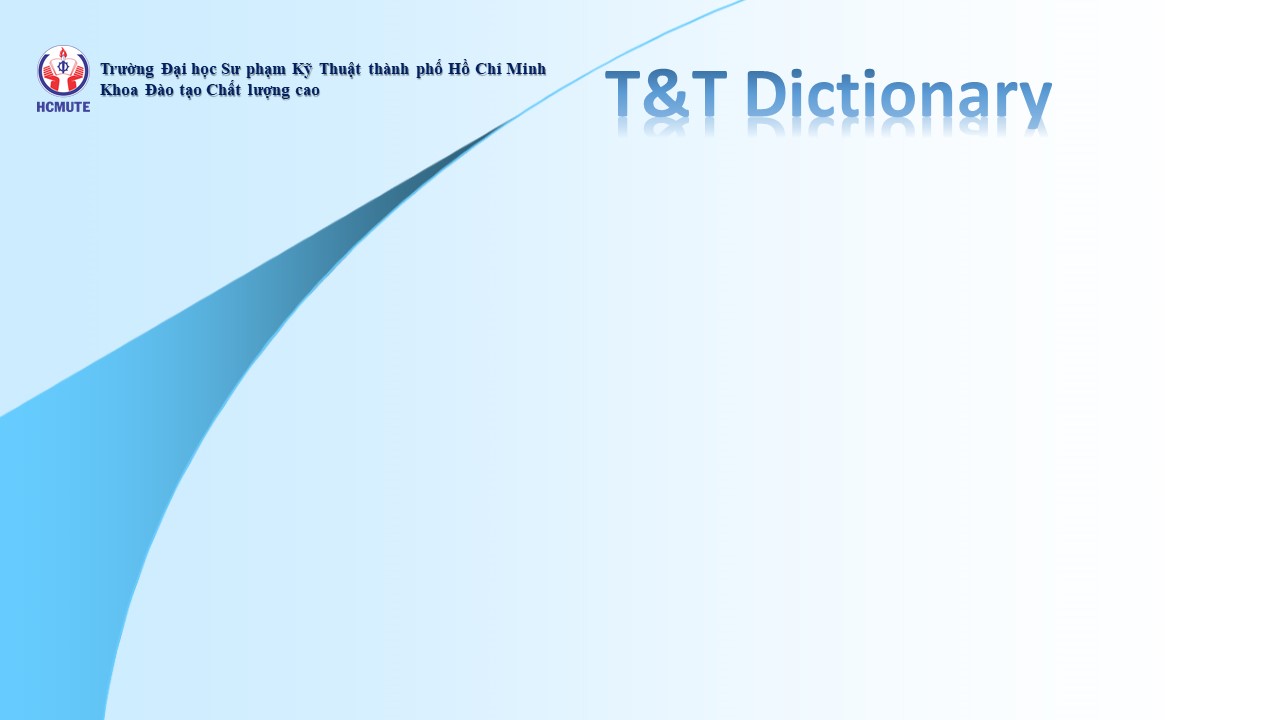 Trường Đại học Sư phạm Kỹ Thuật thành phố Hồ Chí Minh
Khoa Đào tạo Chất lượng cao
HCMUTE
T&T Dictionary